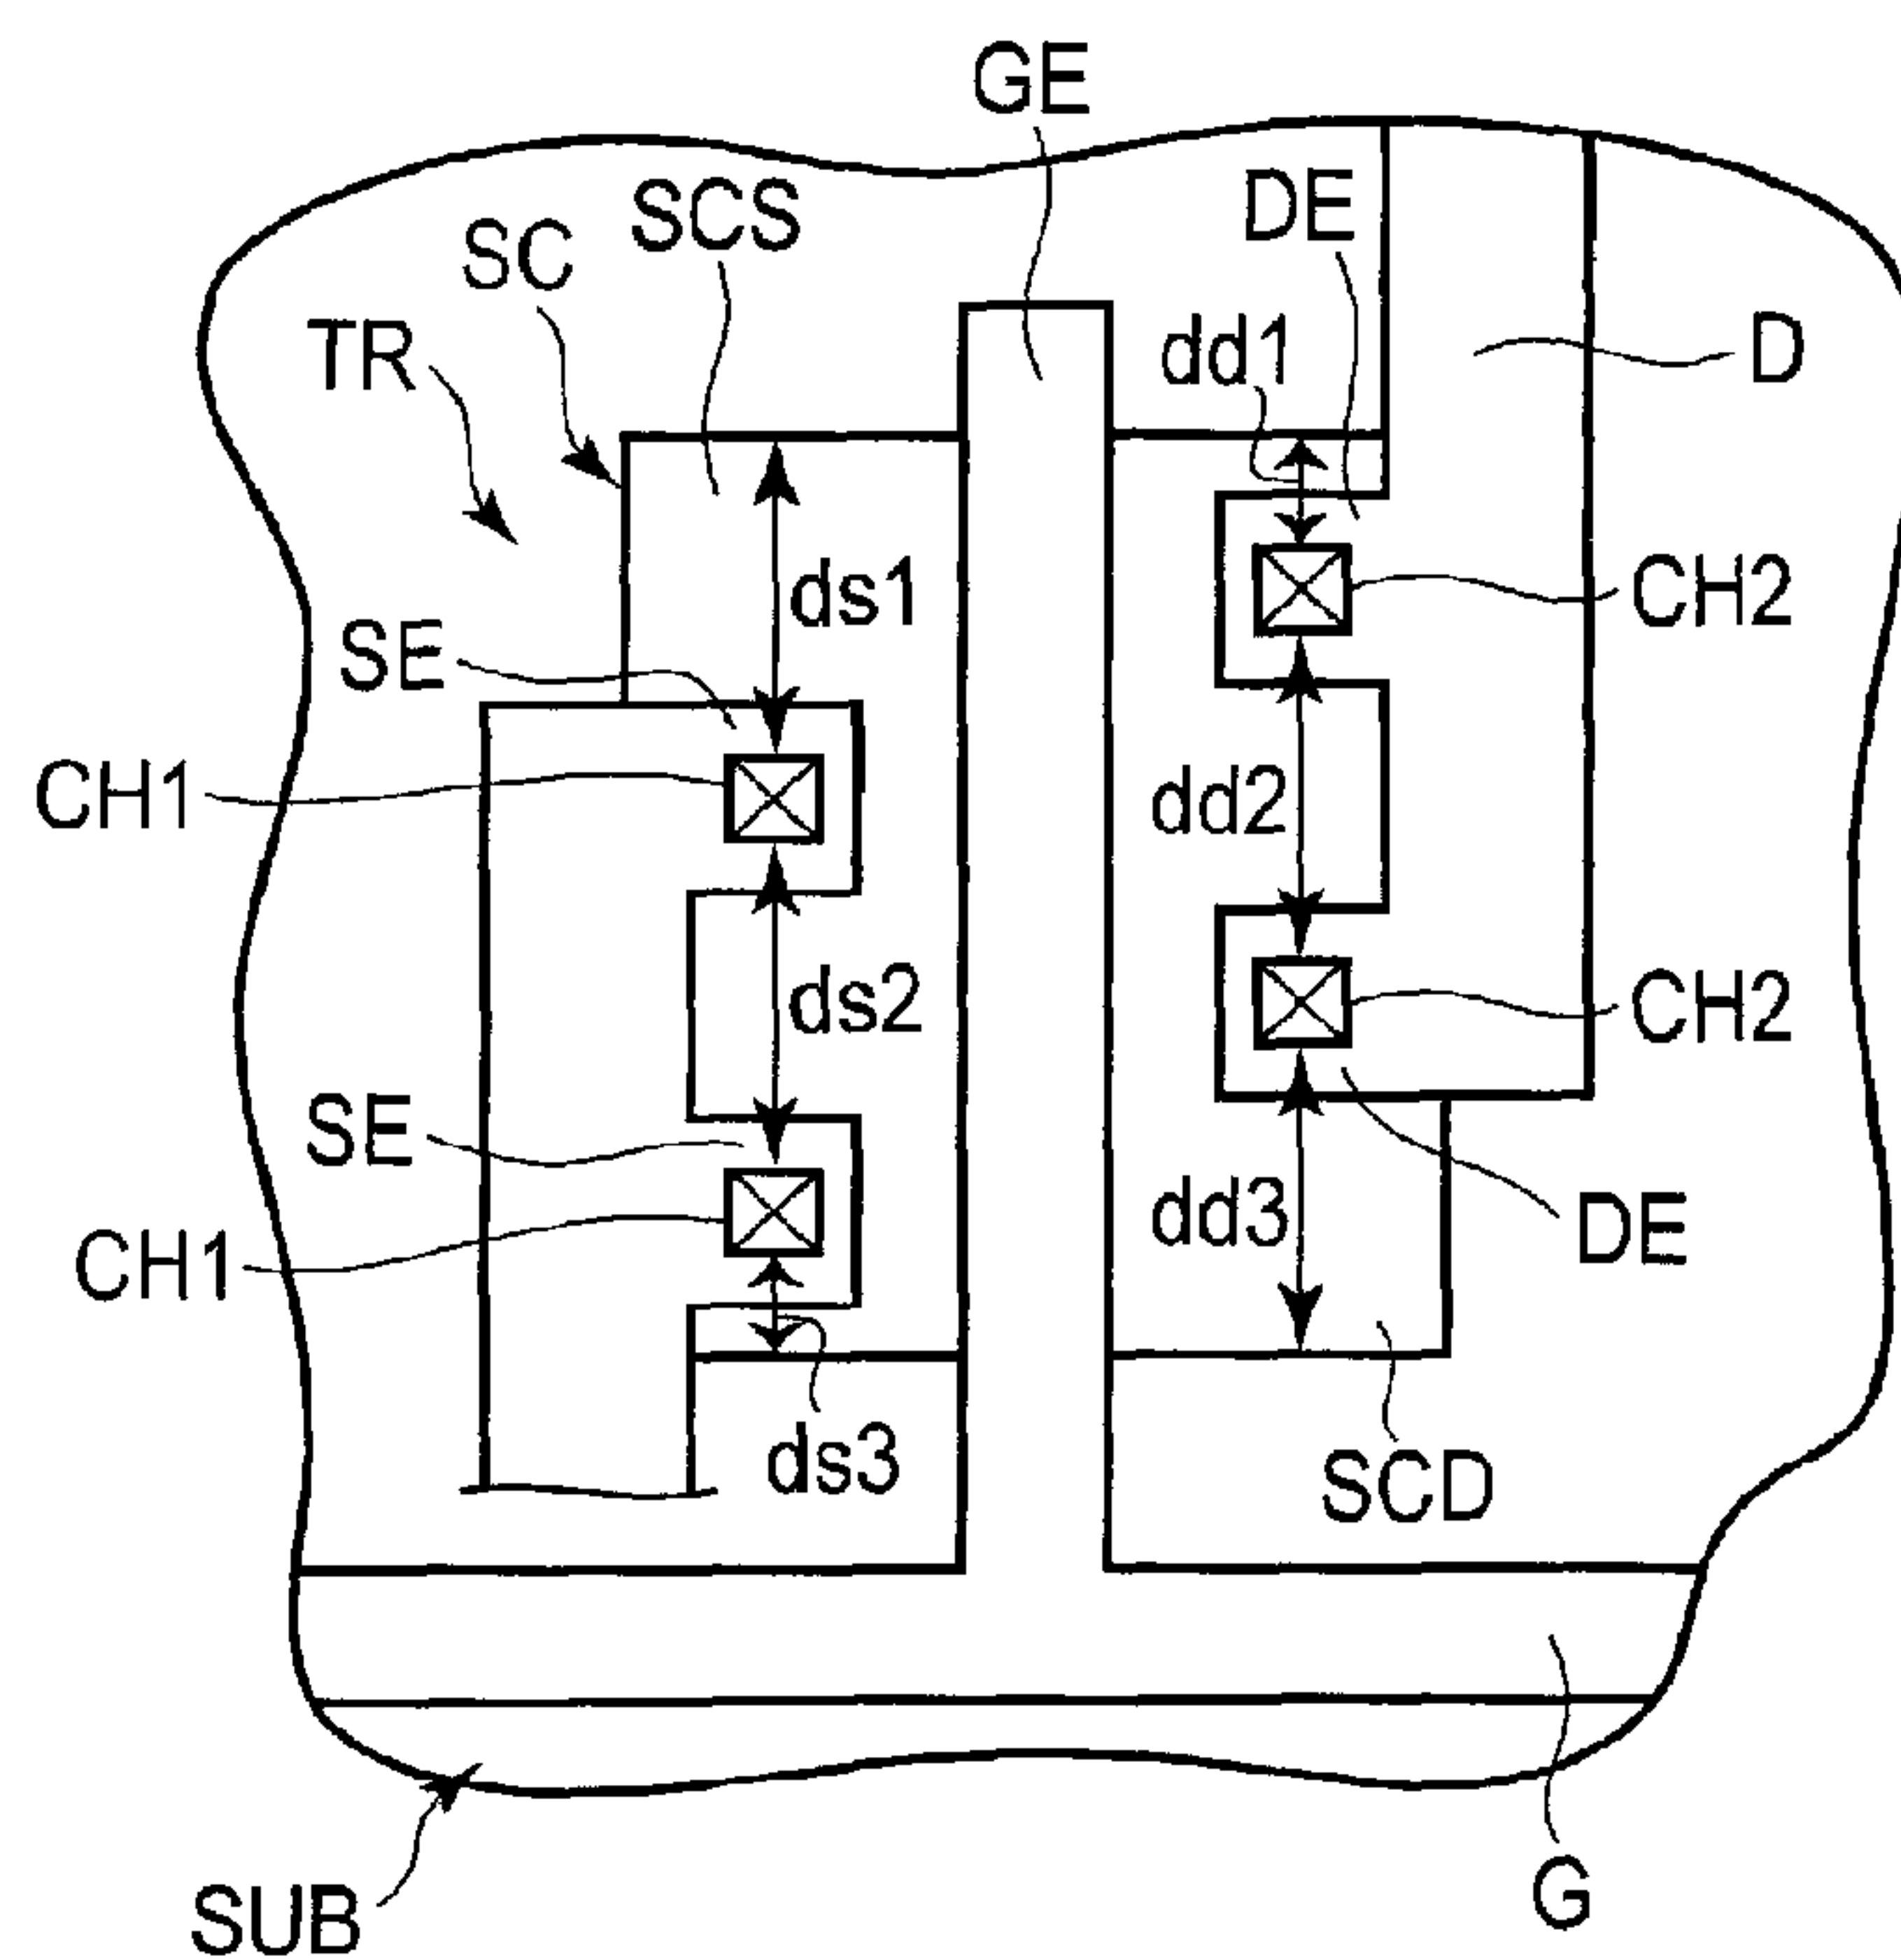 GE
SCS
DE
SC
TR
dd1
D
ds1
CH2
SE
CH1
dd2
ds2
CH2
SE
dd3
DE
CH1
ds3
SCD
G
SUB